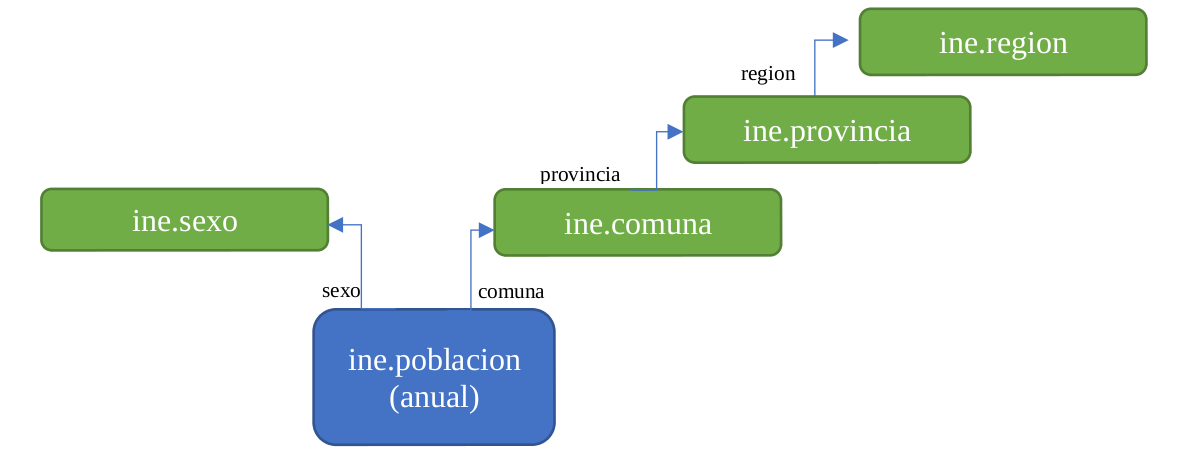 ine.region
region
ine.provincia
provincia
ine.sexo
ine.comuna
sexo
comuna
ine.poblacion
(anual)